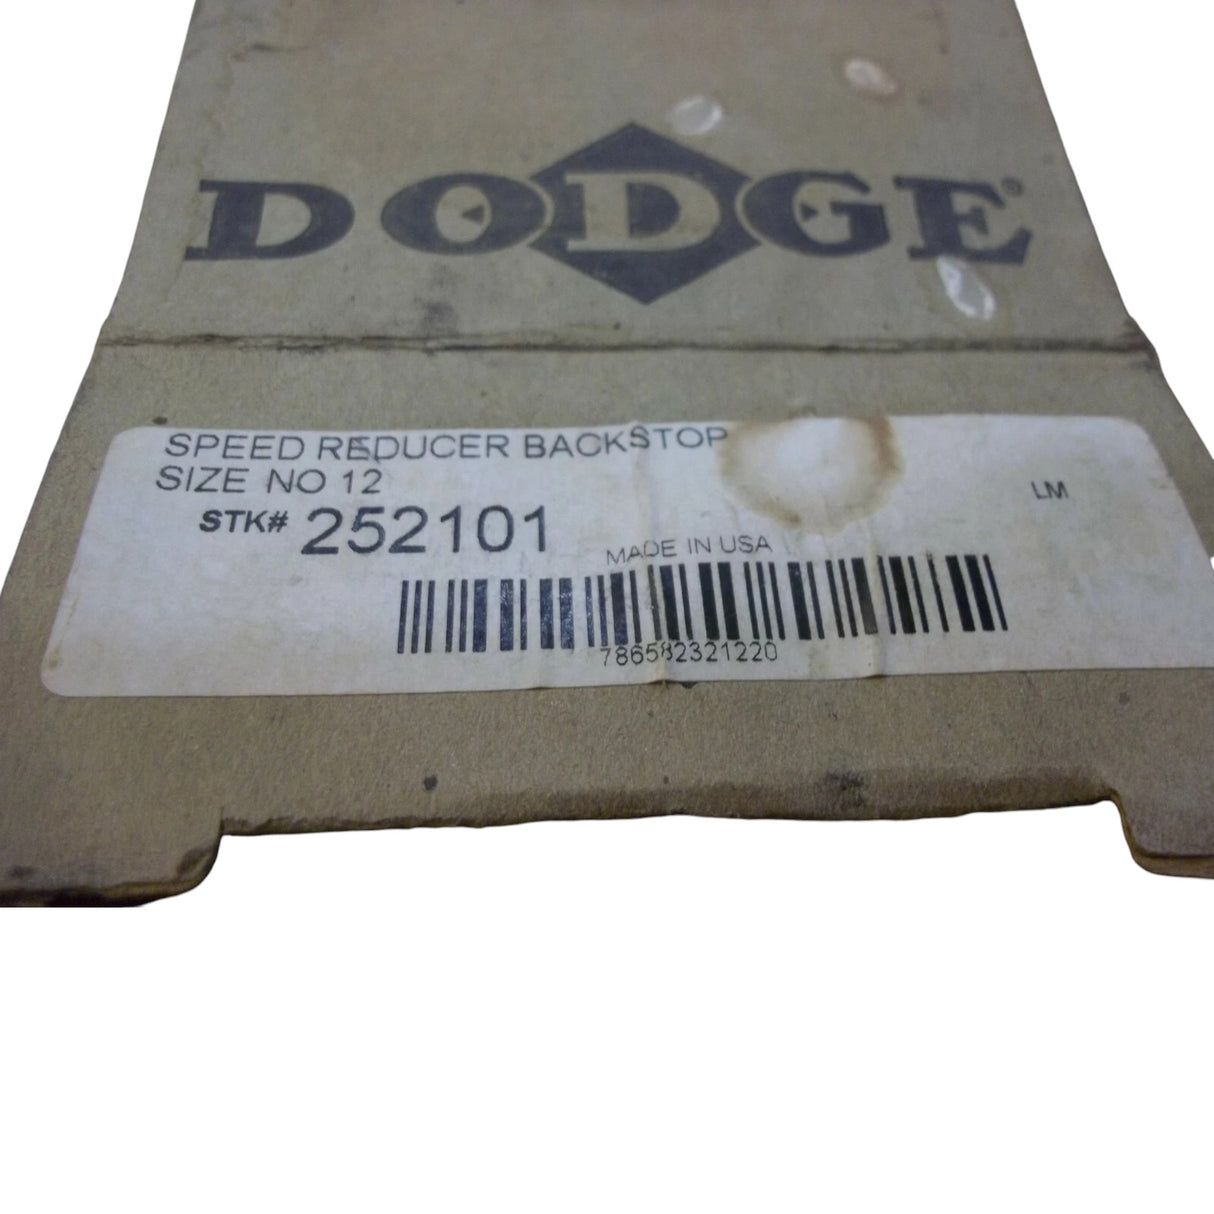 DODGE®
SPEED REDUCER BACKSTOP
SIZE NO 12
LM
STK# 252101
MADE IN USA
786582321220